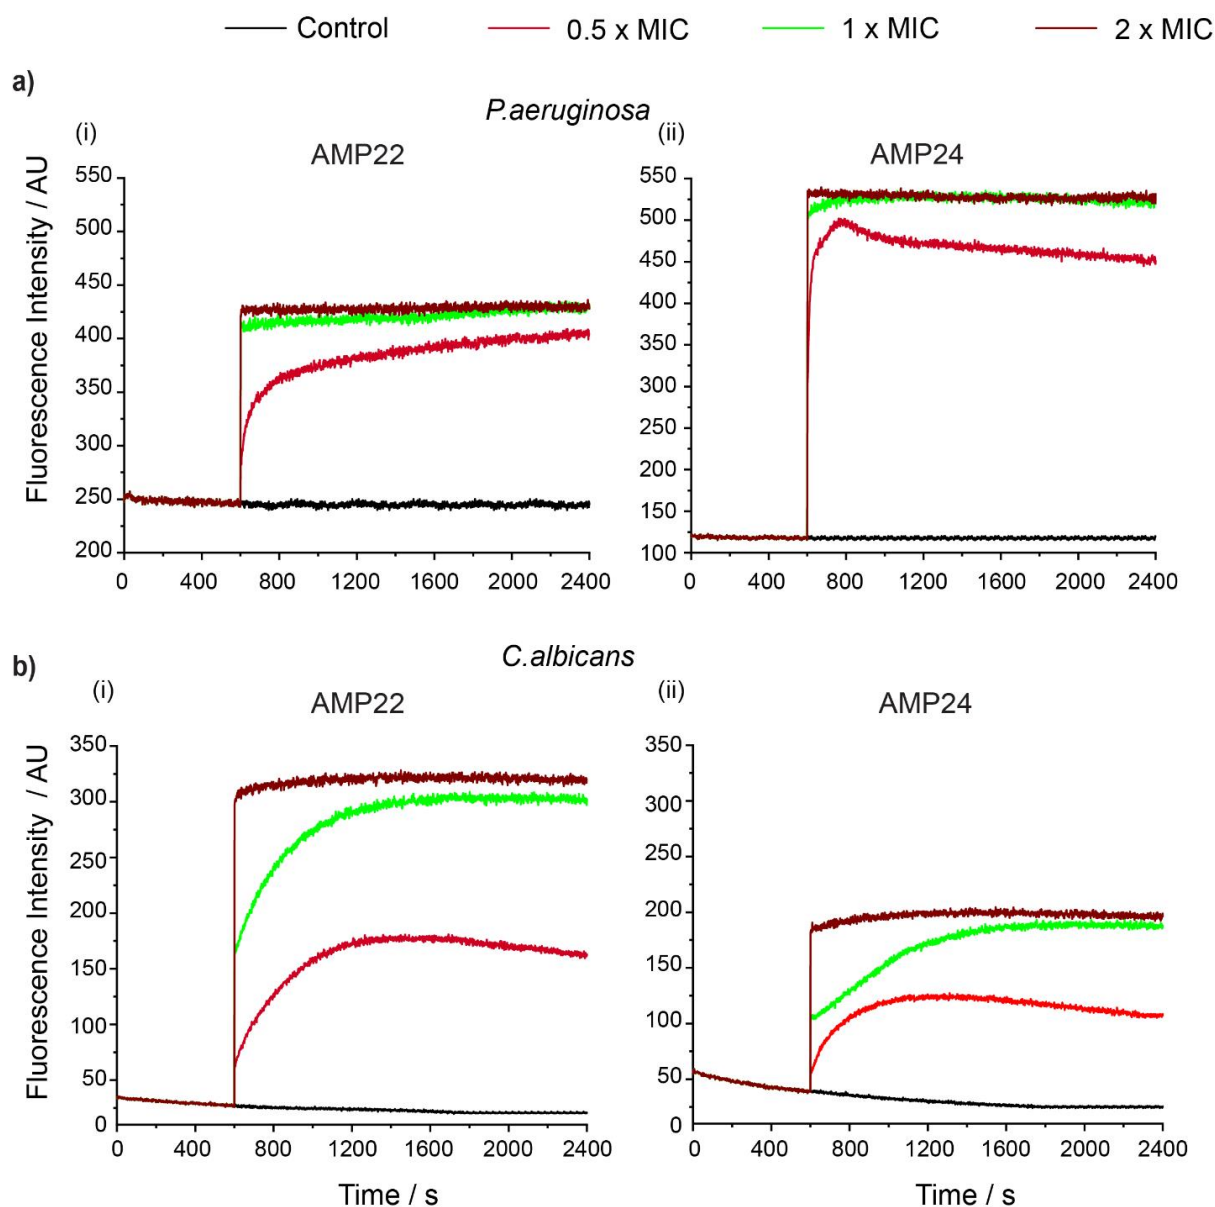 Control 0.5 x MIC 1 x MIC 2 x MIC
a)
P.aeruginosa
(i) (ii)
AMP22 AMP24
550 550
500 500
450 450
400 400
350 350
300 300
250 250
200 200
150
100
0 400 800 1200 1600 2000 2400 0 400 800 1200 1600 2000 2400
Fluorescence Intensity / AU
b)
C.albicans
(i) (ii)
AMP22 AMP24
350 350
300 300
250 250
200 200
150 150
100 100
50 50
0 0
0 400 800 1200 1600 2000 2400 0 400 800 1200 1600 2000 2400
Fluorescence Intensity / AU
Time / s Time / s